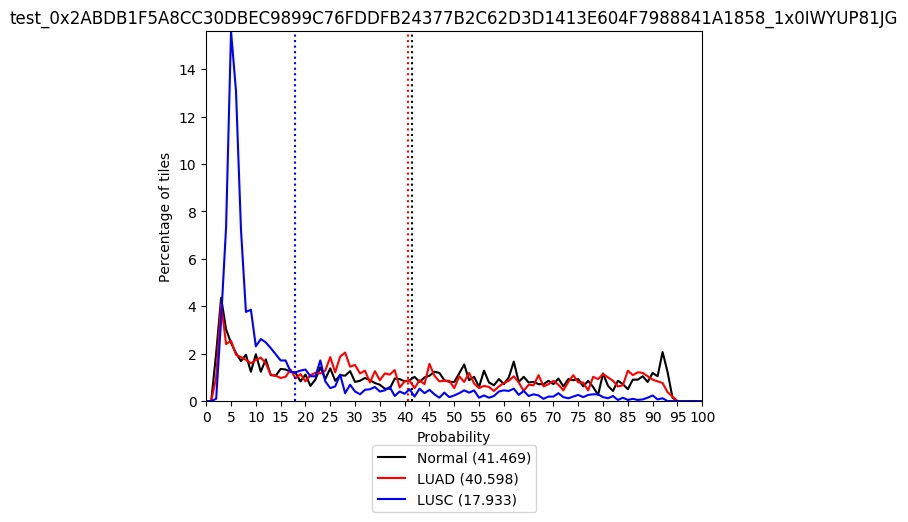 test_0x2ABDB1F5A8CC30DBEC9899C76FDDFB24377B2C62D3D1413E604F7988841A1858_1x0IWYUP81JG
14
12
10
8
6
4
2
0
Percentage of tiles
0 5 10 15 20 25 30 35 40 45 50 55 60 65 70 75 80 85 90 95 100
Probability
Normal (41.469)
LUAD (40.598)
LUSC (17.933)